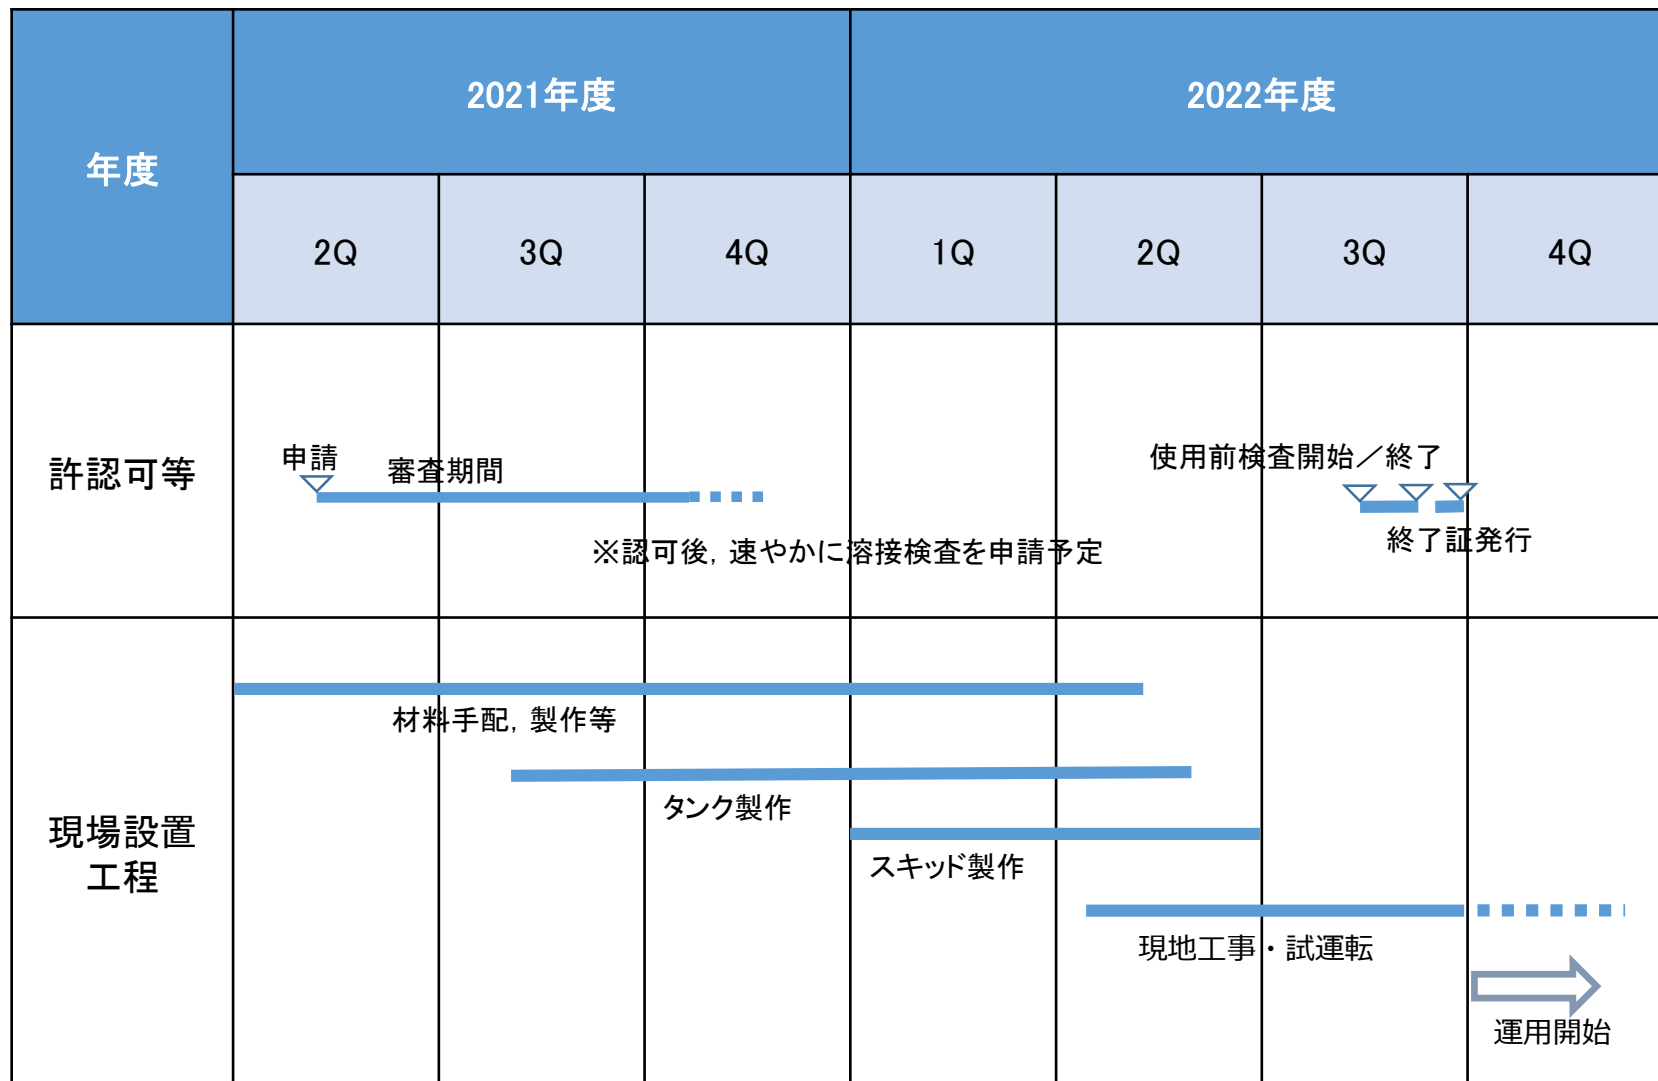 年度
2021年度
2022年度
2Q
3Q
4Q
1Q
2Q
3Q
4Q
許認可等
申請
審査期間
※認可後, 速やかに溶接検査を申請予定
使用前検査開始／終了
終了証発行
現場設置
工程
材料手配, 製作等
タンク製作
スキッド製作
現地工事・試運転
運用開始